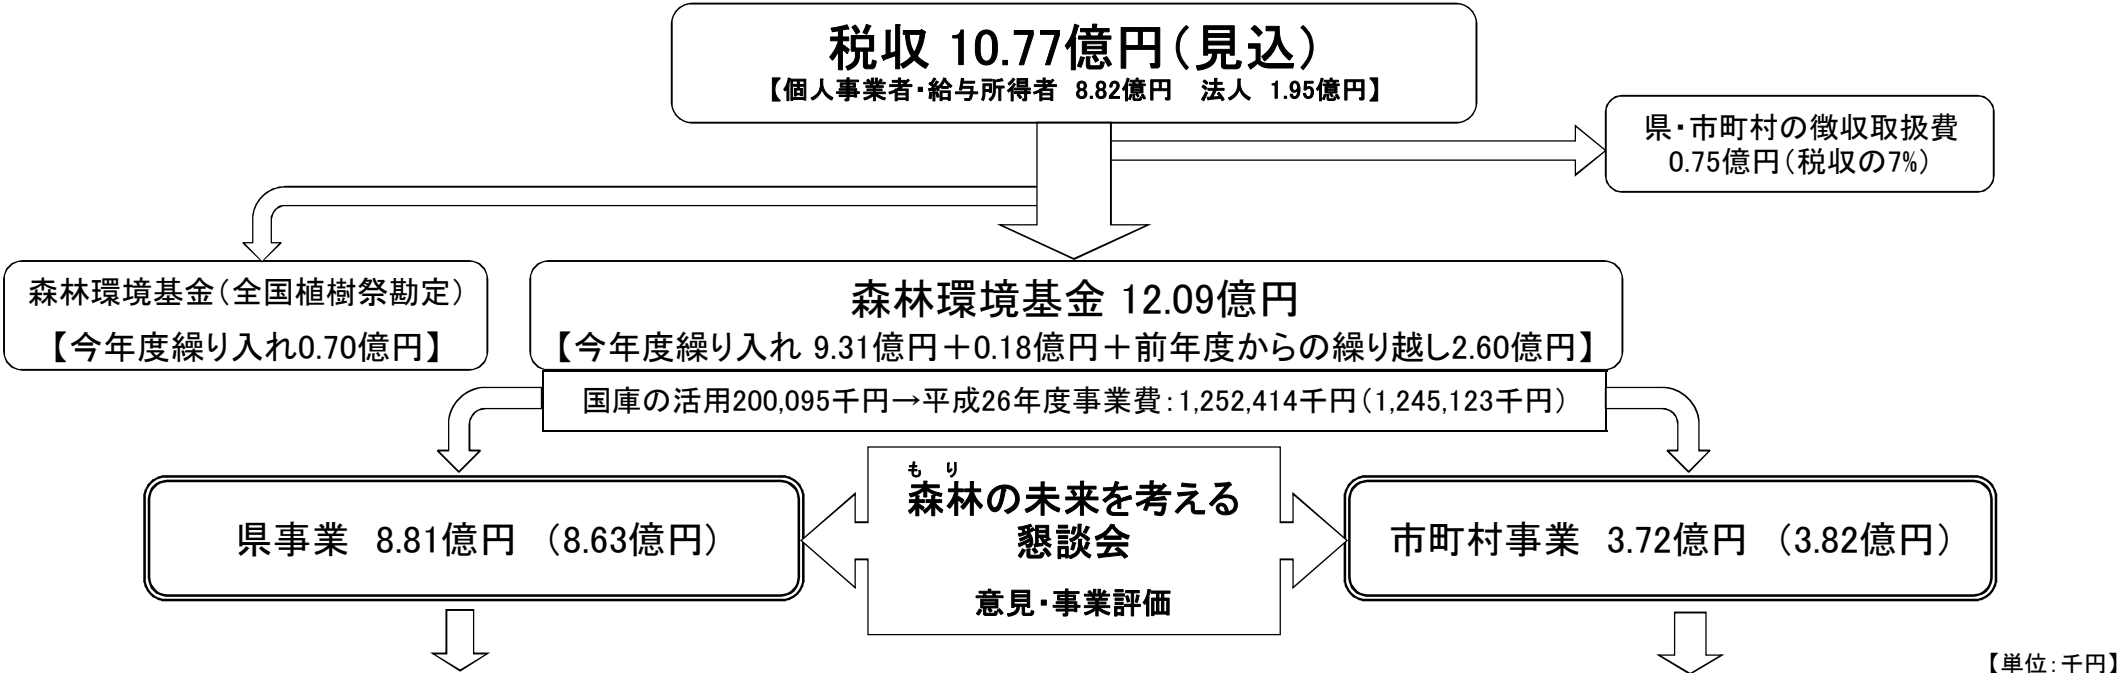 税収 10.77億円(見込)
【個人事業者・給与所得者 8.82億円 法人 1.95億円】
県・市町村の徴収取扱費
0.75億円(税収の7%)
森林環境基金(全国植樹祭勘定)
【今年度繰り入れ0.70億円】
森林環境基金 12.09億円
【今年度繰り入れ 9.31億円+0.18億円+前年度からの繰り越し2.60億円】
国庫の活用200,095千円→平成26年度事業費:1,252,414千円(1,245,123千円)
県事業 8.81億円 (8.63億円)
もり
森林の未来を考える
懇談会
意見・事業評価
市町村事業 3.72億円 (3.82億円)
【単位:千円】